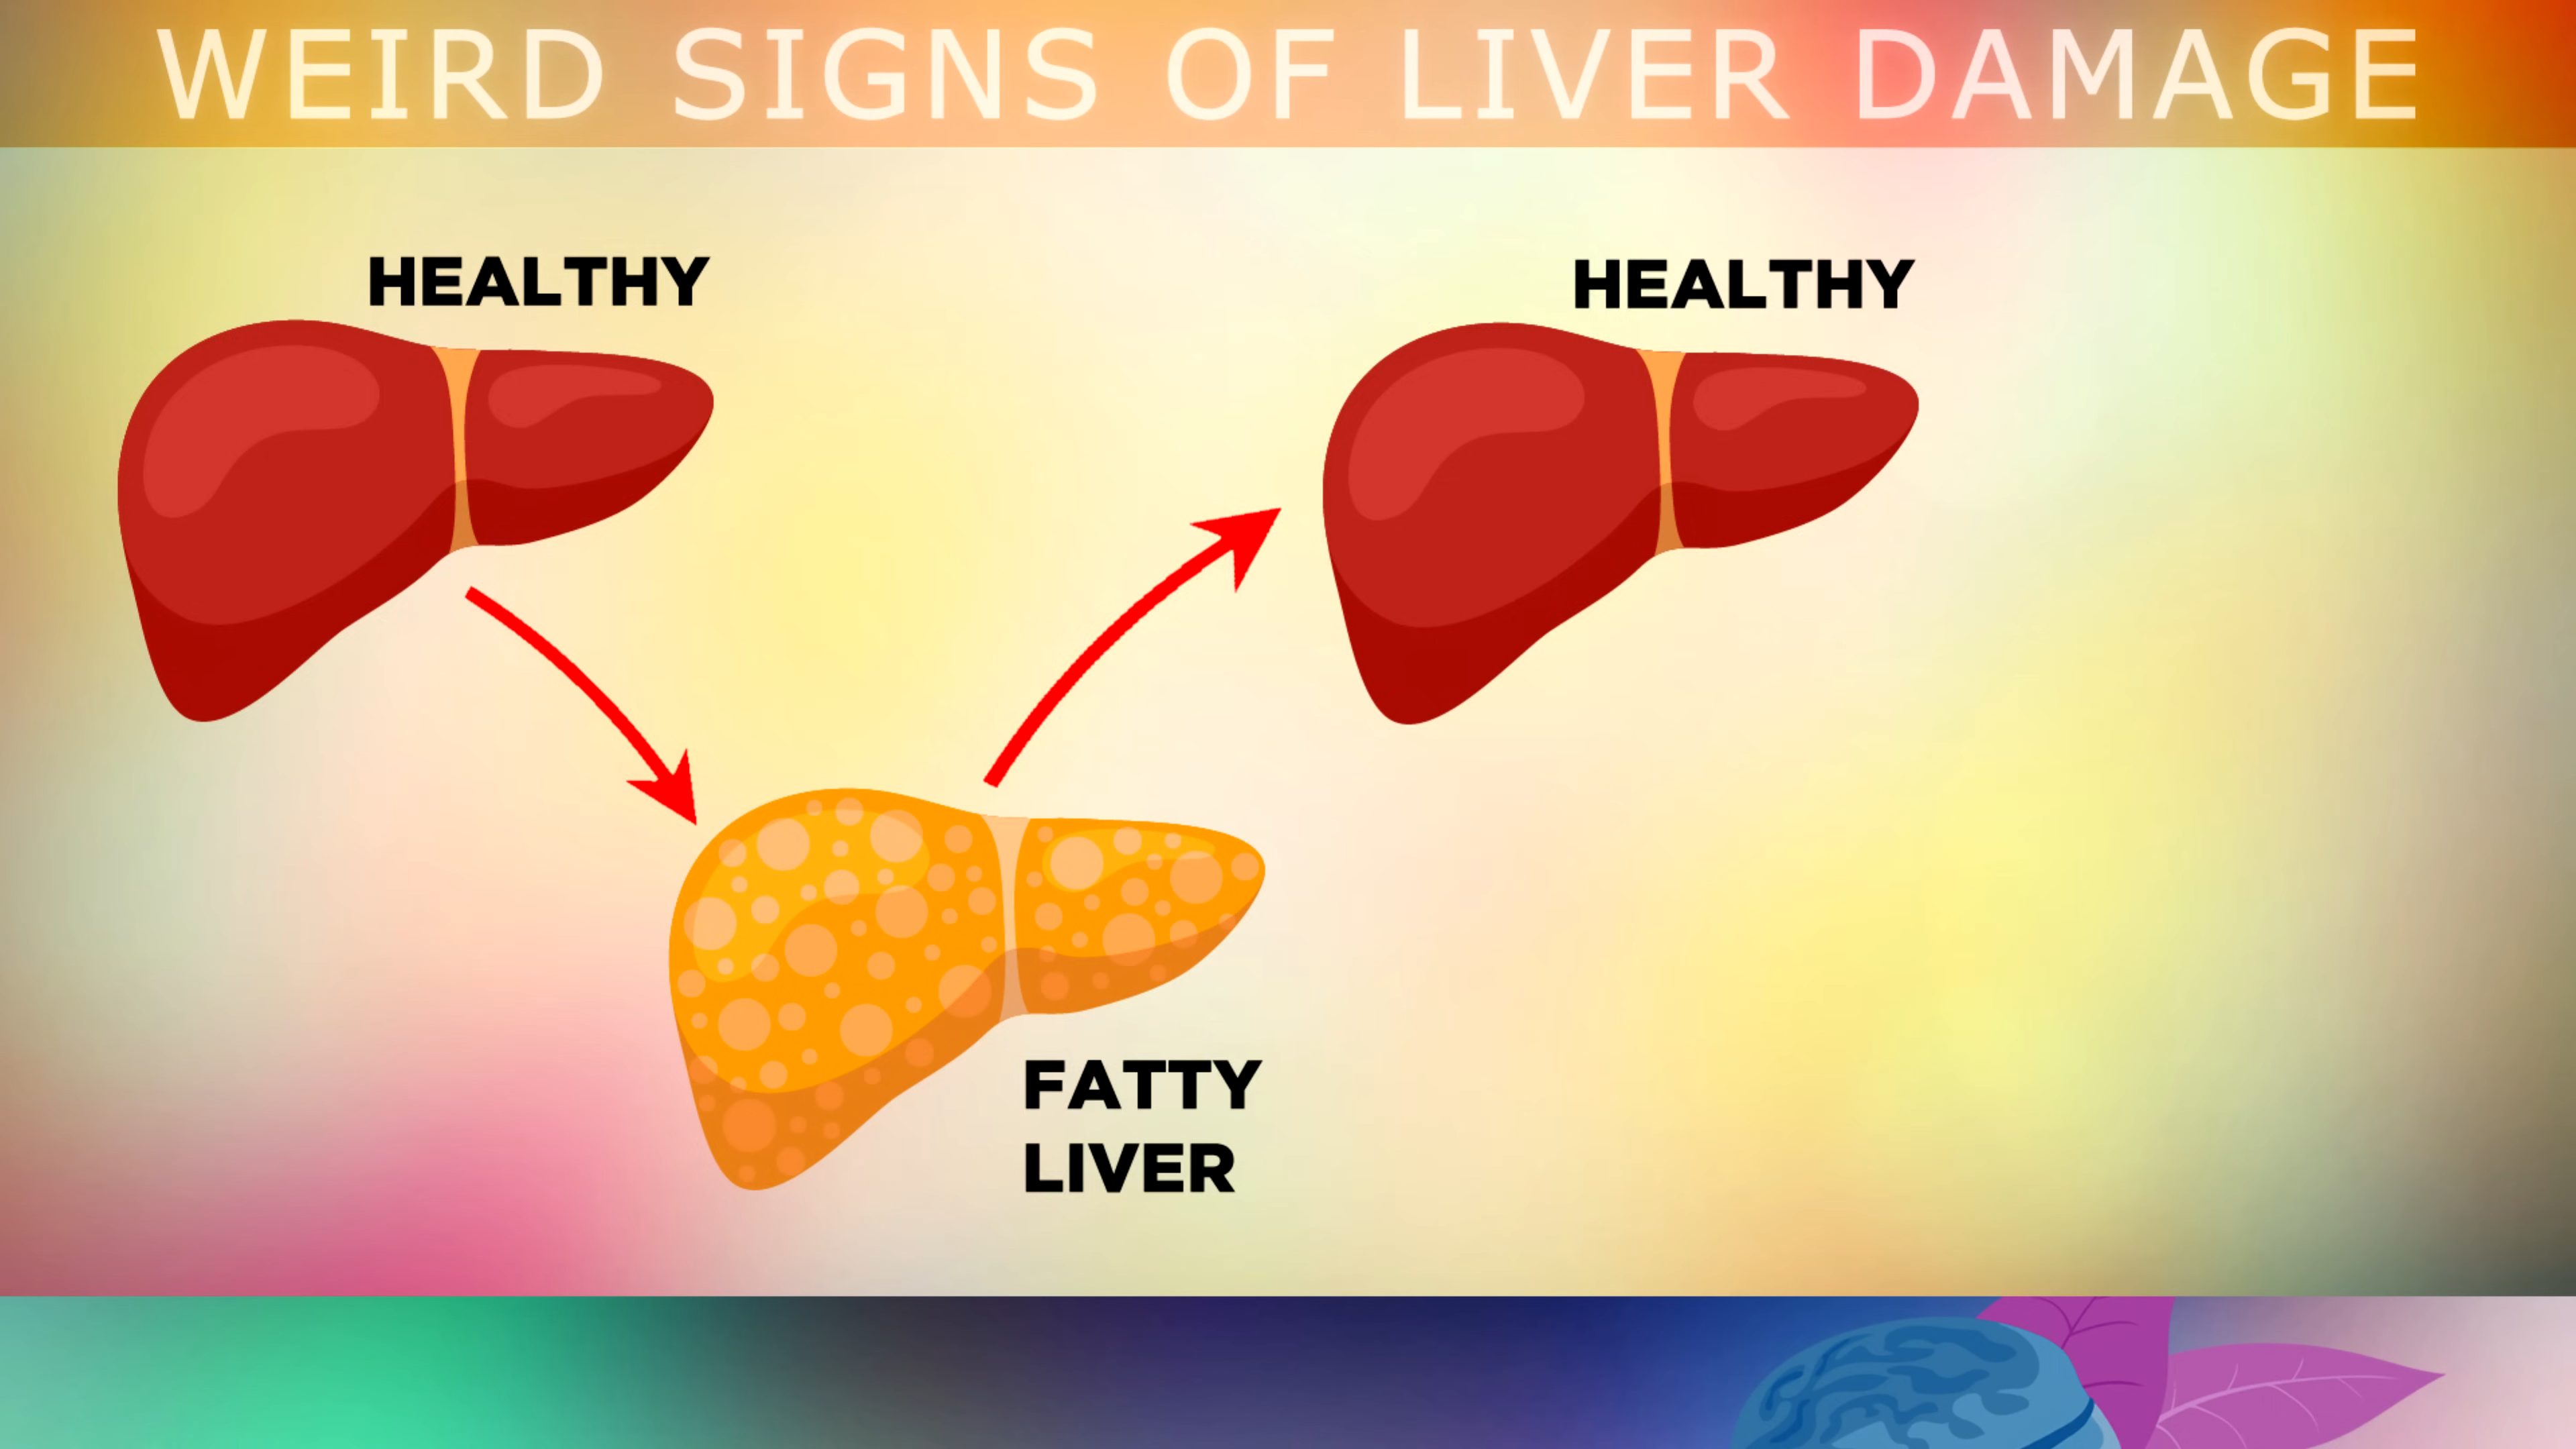 WEIRD SIGNS OF LIVER DAMAGE
HEALTHY
HEALTHY
FATTY
LIVER